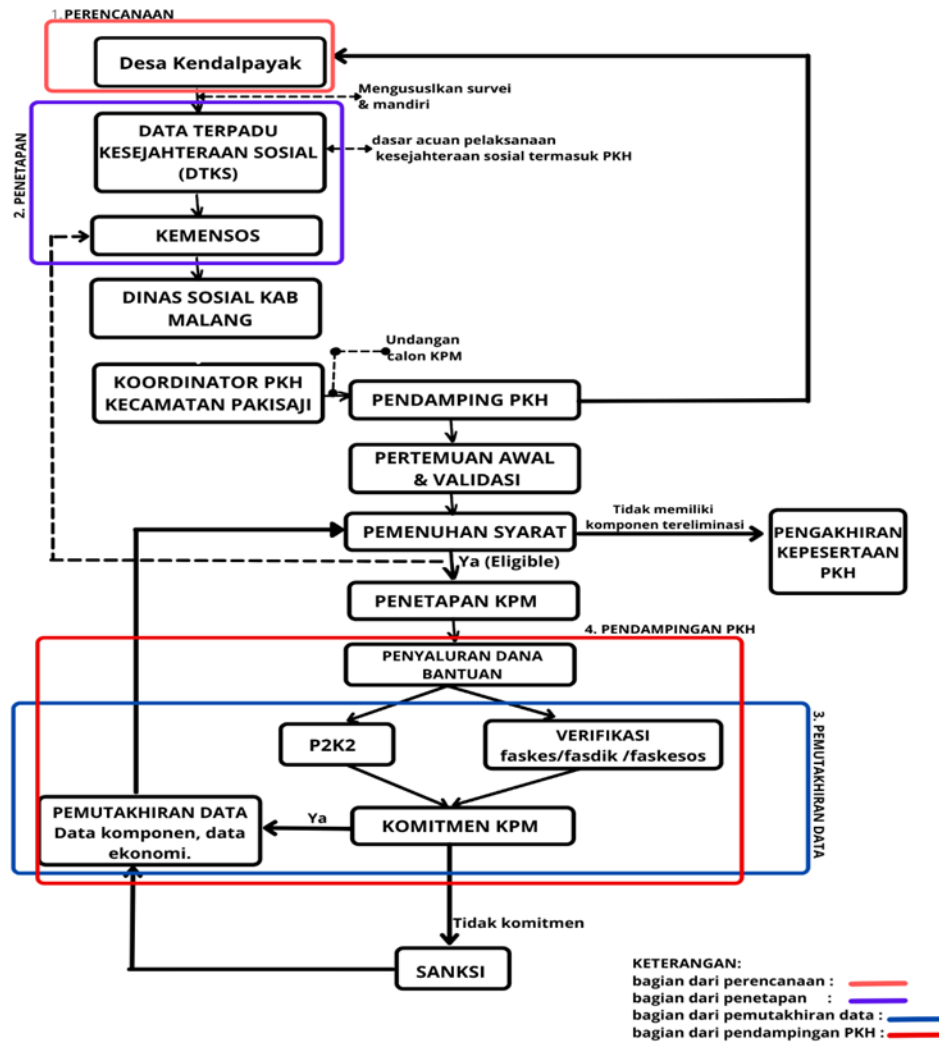 1. PERENCANAAN
Desa Kendalpayak
Mengususlkan survei
& mandiri
2. PENETAPAN
DATA TERPADU
KESEJAHTERAAN SOSIAL
(DTKS)
dasar acuan pelaksanaan
kesejahteraan sosial termasuk PKH
KEMENSOS
DINAS SOSIAL KAB
MALANG
Undangan
calon KPM
KOORDINATOR PKH
KECAMATAN PAKISAJI
PENDAMPING PKH
PERTEMUAN AWAL
& VALIDASI
PEMENUHAN SYARAT
Tidak memiliki
komponen tereliminasi
PENGAKHIRAN
KEPESERTAAN
PKH
Ya (Eligible)
PENETAPAN KPM
4. PENDAMPINGAN PKH
PENYALURAN DANA
BANTUAN
3. PEMUTAKHIRAN DATA
P2K2
VERIFIKASI
faskes/fasdik /faskesos
PEMUTAKHIRAN DATA
Data komponen, data
ekonomi.
Ya
KOMITMEN KPM
Tidak komitmen
SANKSI
KETERANGAN:
bagian dari perencanaan :
bagian dari penetapan :
bagian dari pemutakhiran data :
bagian dari pendampingan PKH :